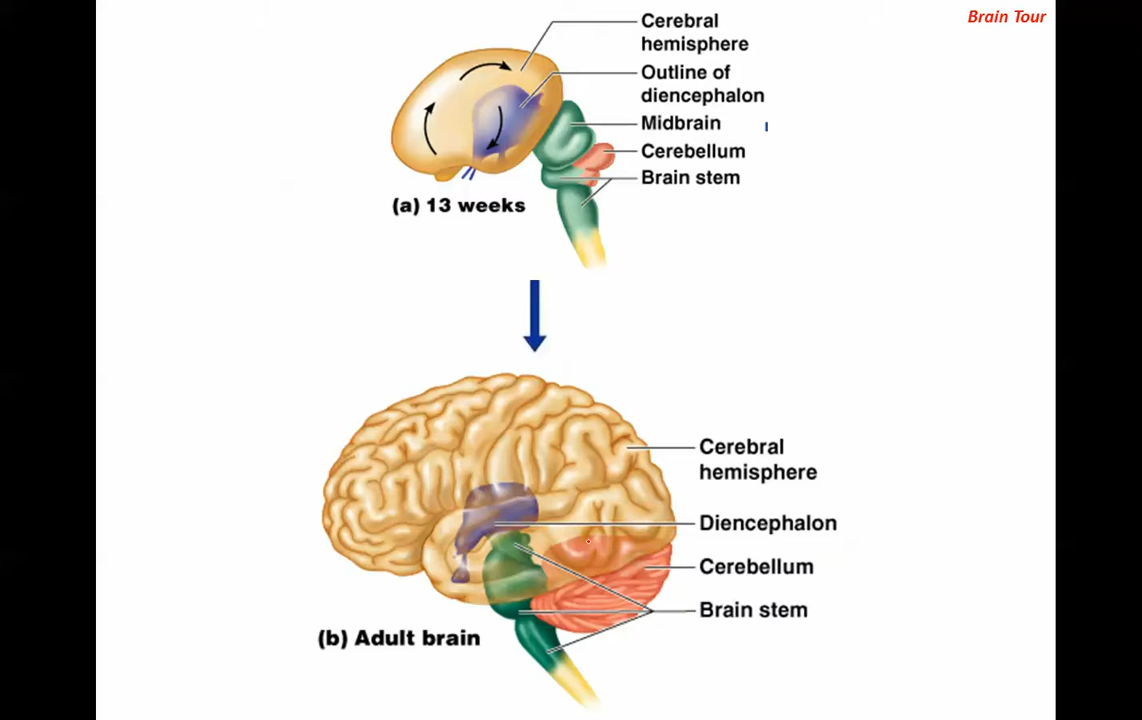 Brain Tour
Cerebral
hemisphere
Outline of
diencephalon
Midbrain
Cerebellum
Brain stem
(a) 13 weeks
Cerebral
hemisphere
Diencephalon
Cerebellum
Brain stem
(b) Adult brain